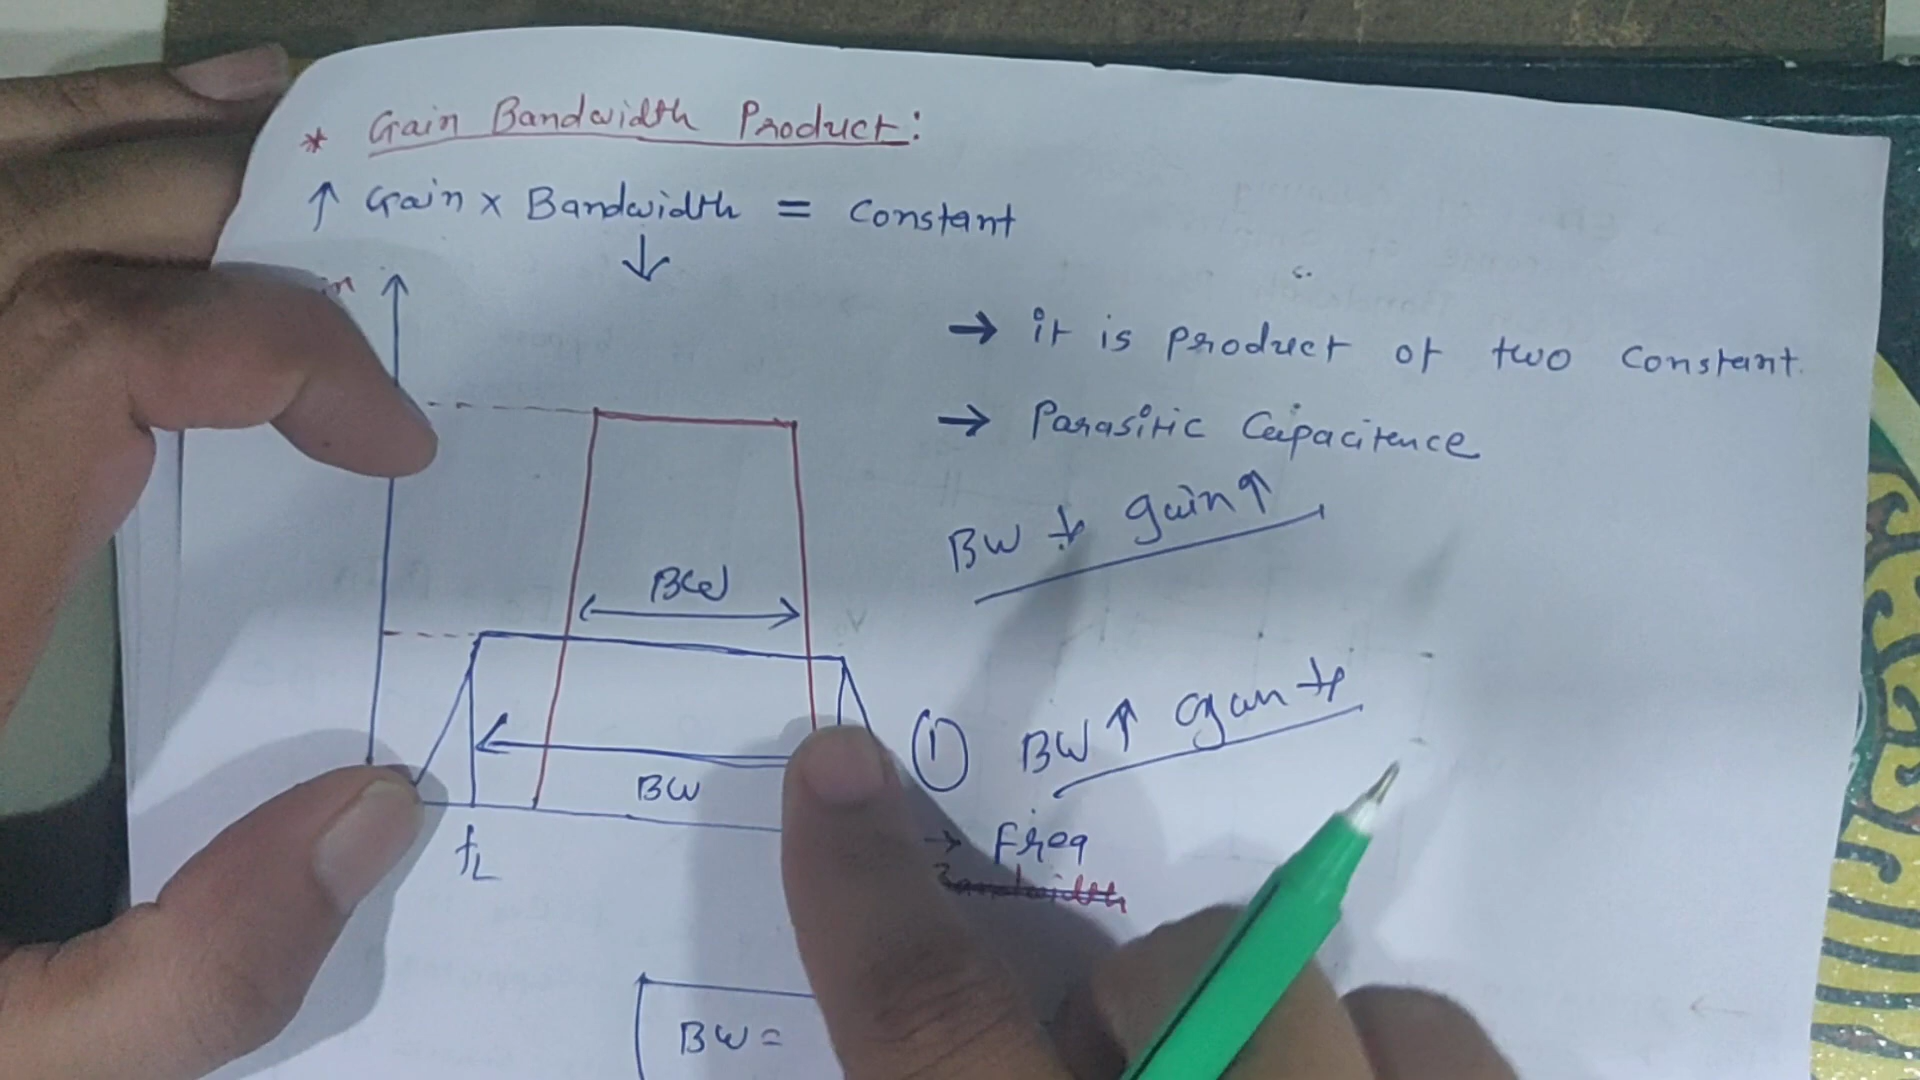 * Gain Bandwidth Product:
↑ Gain x Bandwidth = Constant
↓
→ it is product of two constant.
→ Parasitic Capacitence
BW ↓ gain ↑
BW
① BW ↑ gain ↓
BW
→ Freq
fL
BW =